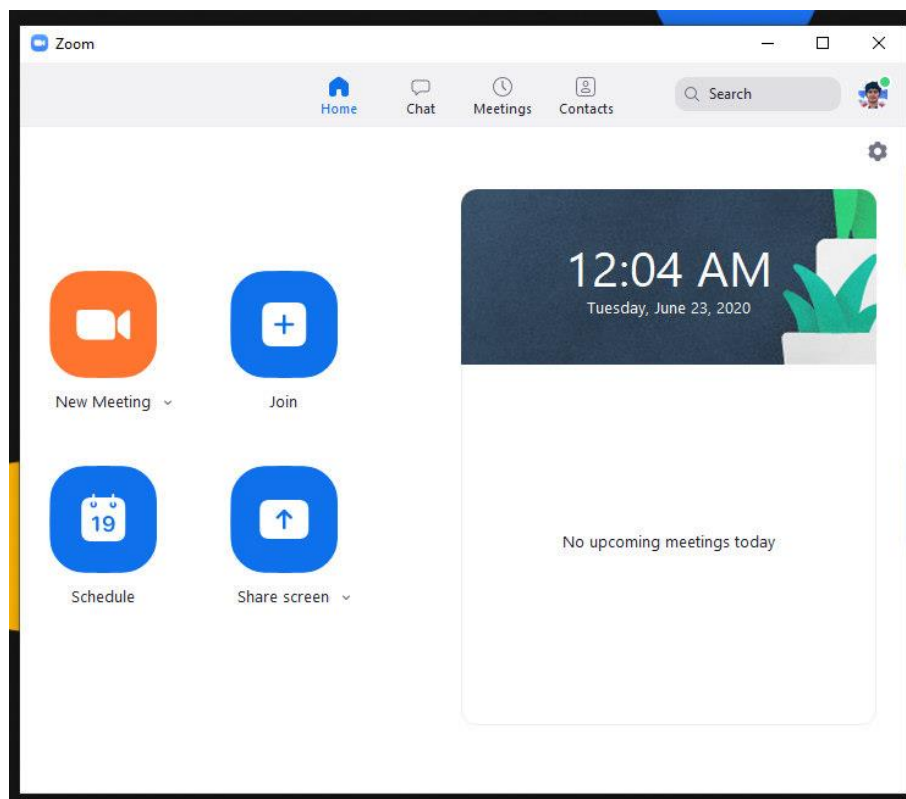 Zoom
Home Chat Meetings Contacts Search
12:04 AM
Tuesday, June 23, 2020
New Meeting Join
19
Schedule Share screen
No upcoming meetings today